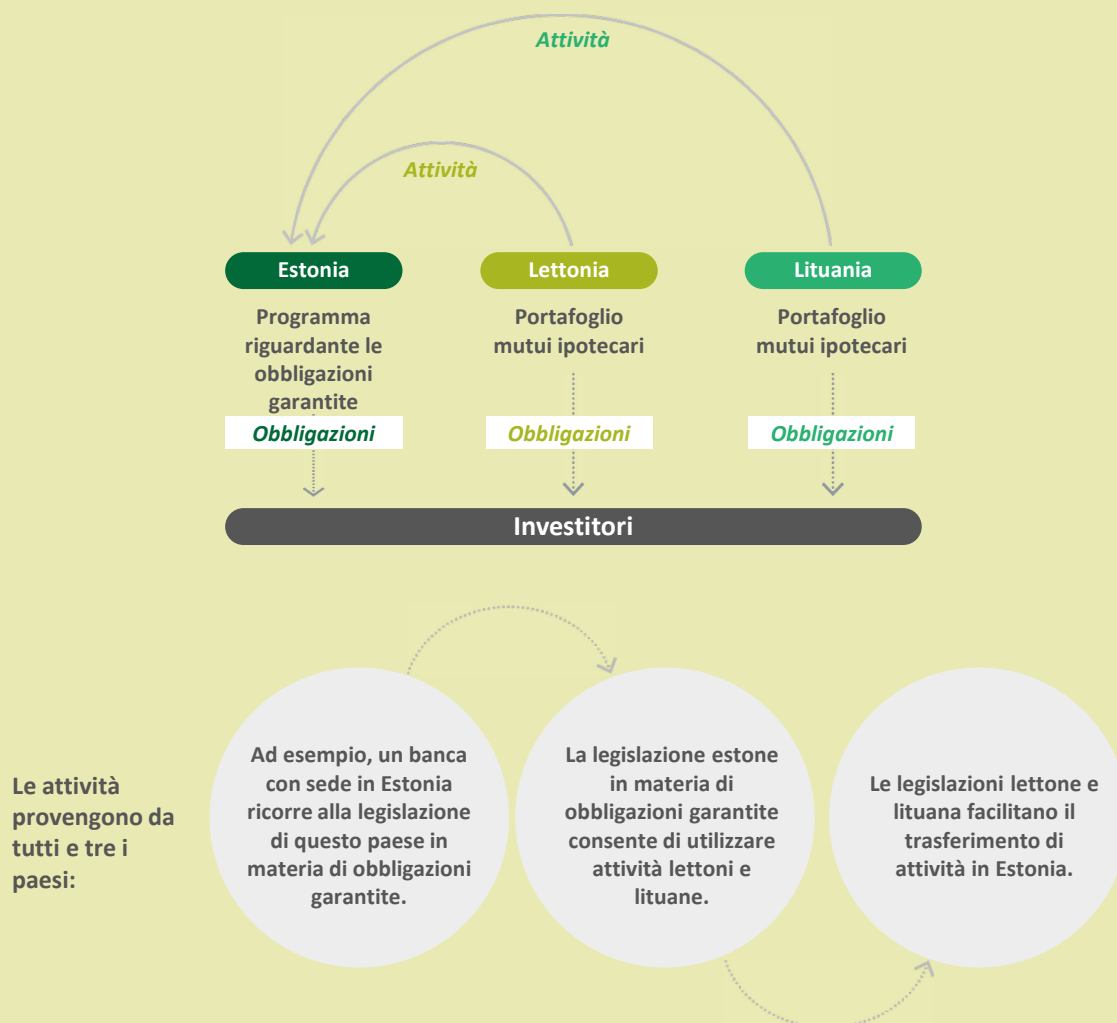 Attività
Attività
Estonia
Lettonia
Lituania
Programma
riguardante le
obbligazioni
garantite
Portafoglio
mutui ipotecari
Portafoglio
mutui ipotecari
Obbligazioni
Obbligazioni
Obbligazioni
Investitori
Le attività
provengono da
tutti e tre i
paesi:
Ad esempio, un banca
con sede in Estonia
ricorre alla legislazione
di questo paese in
materia di obbligazioni
garantite.
La legislazione estone
in materia di
obbligazioni garantite
consente di utilizzare
attività lettoni e
lituane.
Le legislazioni lettone e
lituana facilitano il
trasferimento di
attività in Estonia.